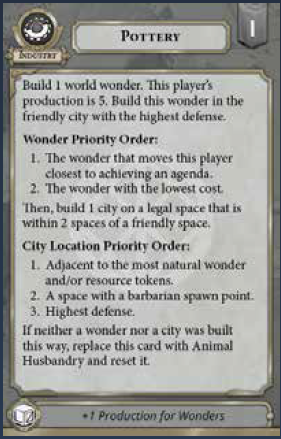 POTTERY
I
INDUSTRY
Build 1 world wonder. This player's
production is 5. Build this wonder in the
friendly city with the highest defense.
Wonder Priority Order:
1. The wonder that moves this player
closest to achieving an agenda.
2. The wonder with the lowest cost.
Then, build 1 city on a legal space that is
within 2 spaces of a friendly space.
City Location Priority Order:
1. Adjacent to the most natural wonder
and/or resource tokens.
2. A space with a barbarian spawn point.
3. Highest defense.
If neither a wonder nor a city was built
this way, replace this card with Animal
Husbandry and reset it.
+1 Production for Wonders